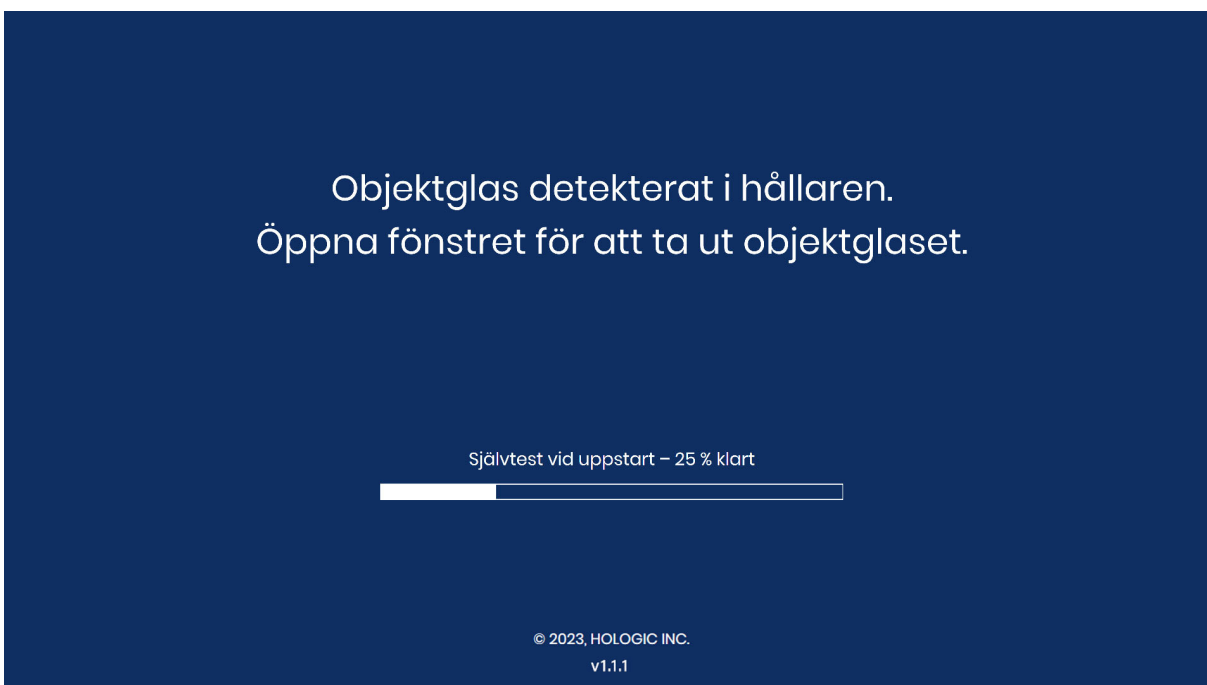 Objektglas detekterat i hållaren.
Öppna fönstret för att ta ut objektglaset.
Självtest vid uppstart – 25 % klart
© 2023, HOLOGIC INC.
v1.1.1